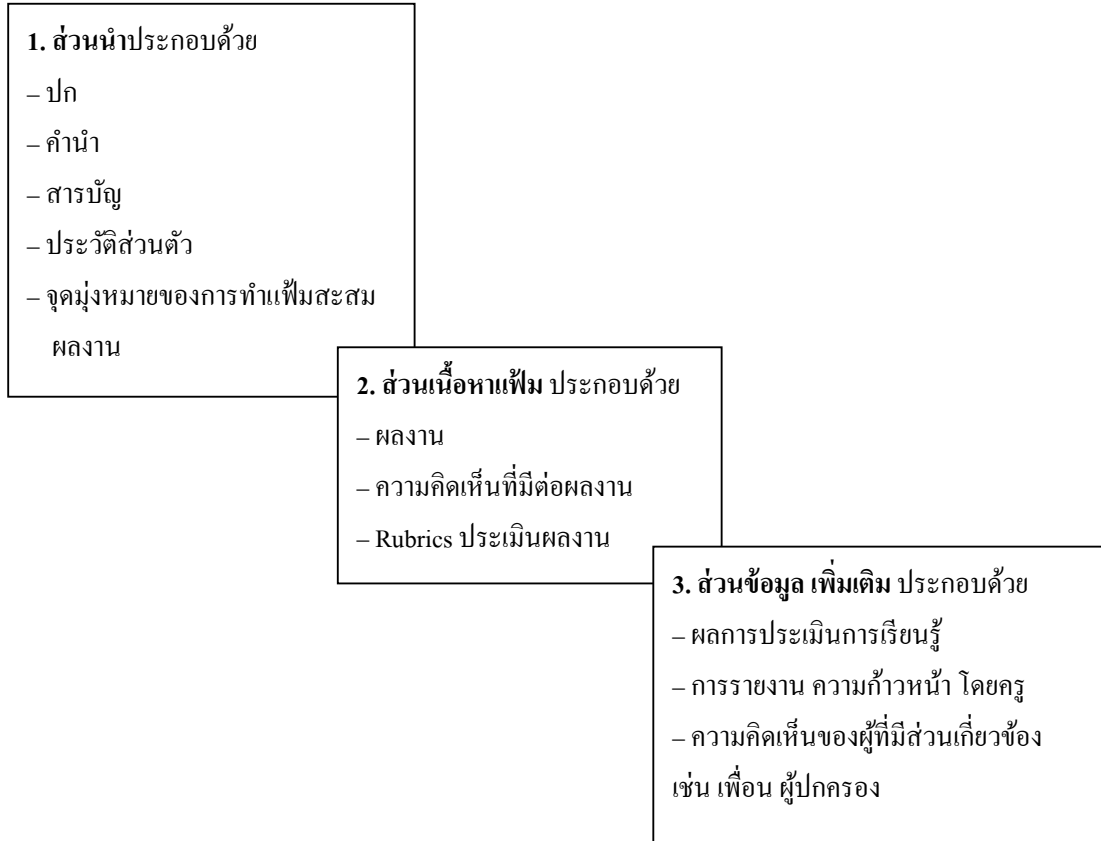 1. ส่วนนำประกอบด้วย
– ปก
– คำนำ
– สารบัญ
– ประวัติส่วนตัว
– จุดมุ่งหมายของการทำแฟ้มสะสม
ผลงาน
2. ส่วนเนื้อหาแฟ้ม ประกอบด้วย
– ผลงาน
– ความคิดเห็นที่มีต่อผลงาน
– Rubrics ประเมินผลงาน
3. ส่วนข้อมูล เพิ่มเติม ประกอบด้วย
– ผลการประเมินการเรียนรู้
– การรายงาน ความก้าวหน้า โดยครู
– ความคิดเห็นของผู้ที่มีส่วนเกี่ยวข้อง
เช่น เพื่อน ผู้ปกครอง